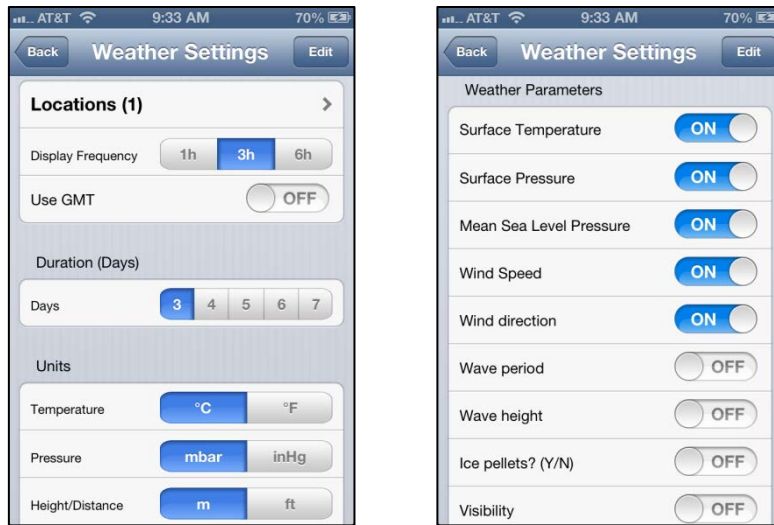 AT&T 9:33 AM 70%
Back Weather Settings Edit
Locations (1)
Display Frequency 1h 3h 6h
Use GMT OFF
Duration (Days)
Days 3 4 5 6 7
Units
Temperature °C °F
Pressure mbar inHg
Height/Distance m ft
AT&T 9:33 AM 70%
Back Weather Settings Edit
Weather Parameters
Surface Temperature ON
Surface Pressure ON
Mean Sea Level Pressure ON
Wind Speed ON
Wind direction ON
Wave period OFF
Wave height OFF
Ice pellets? (Y/N) OFF
Visibility OFF